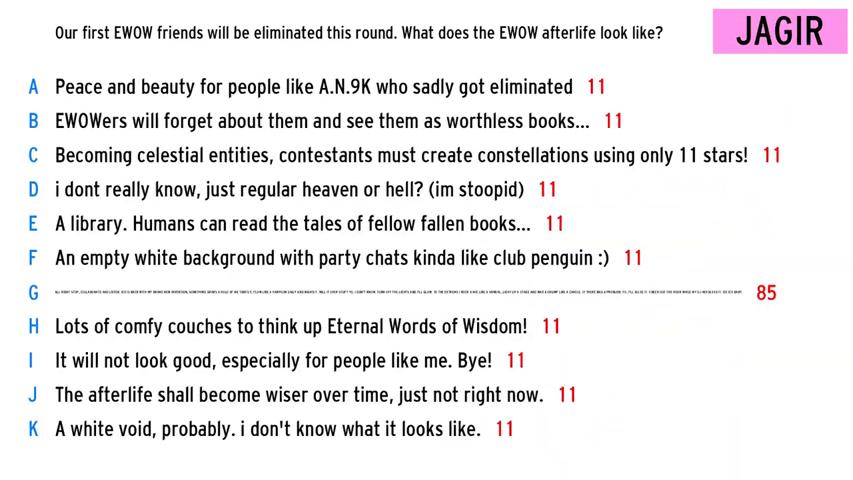 Our first EWOW friends will be eliminated this round. What does the EWOW afterlife look like?
JAGIR
A Peace and beauty for people like A.N.9K who sadly got eliminated 11
B EWOWers will forget about them and see them as worthless books... 11
C Becoming celestial entities, contestants must create constellations using only 11 stars! 11
D i dont really know, just regular heaven or hell? (im stoopid) 11
E A library. Humans can read the tales of fellow fallen books... 11
F An empty white background with party chats kinda like club penguin :) 11
G 85
H Lots of comfy couches to think up Eternal Words of Wisdom! 11
I It will not look good, especially for people like me. Bye! 11
J The afterlife shall become wiser over time, just not right now. 11
K A white void, probably. i don't know what it looks like. 11